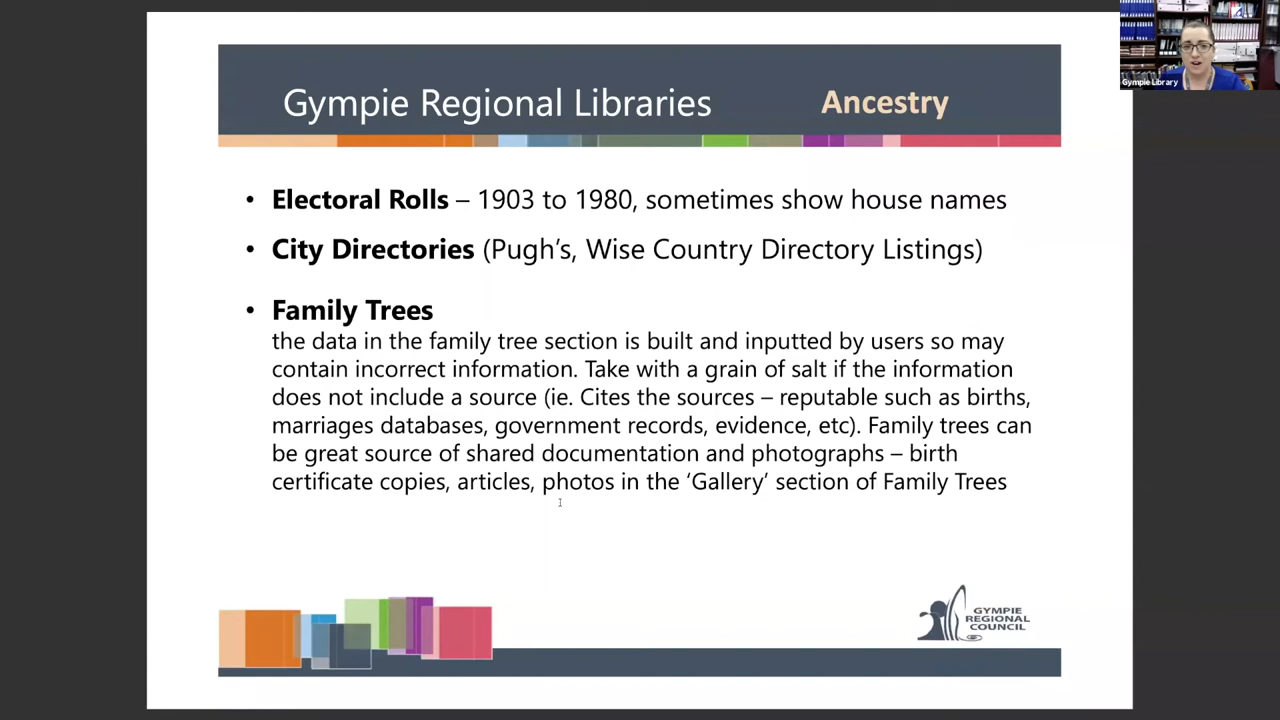 Gympie Library
Gympie Regional Libraries
Ancestry
• Electoral Rolls – 1903 to 1980, sometimes show house names
• City Directories (Pugh’s, Wise Country Directory Listings)
• Family Trees
the data in the family tree section is built and inputted by users so may
contain incorrect information. Take with a grain of salt if the information
does not include a source (ie. Cites the sources – reputable such as births,
marriages databases, government records, evidence, etc). Family trees can
be great source of shared documentation and photographs – birth
certificate copies, articles, photos in the ‘Gallery’ section of Family Trees
GYMPIE
REGIONAL
COUNCIL